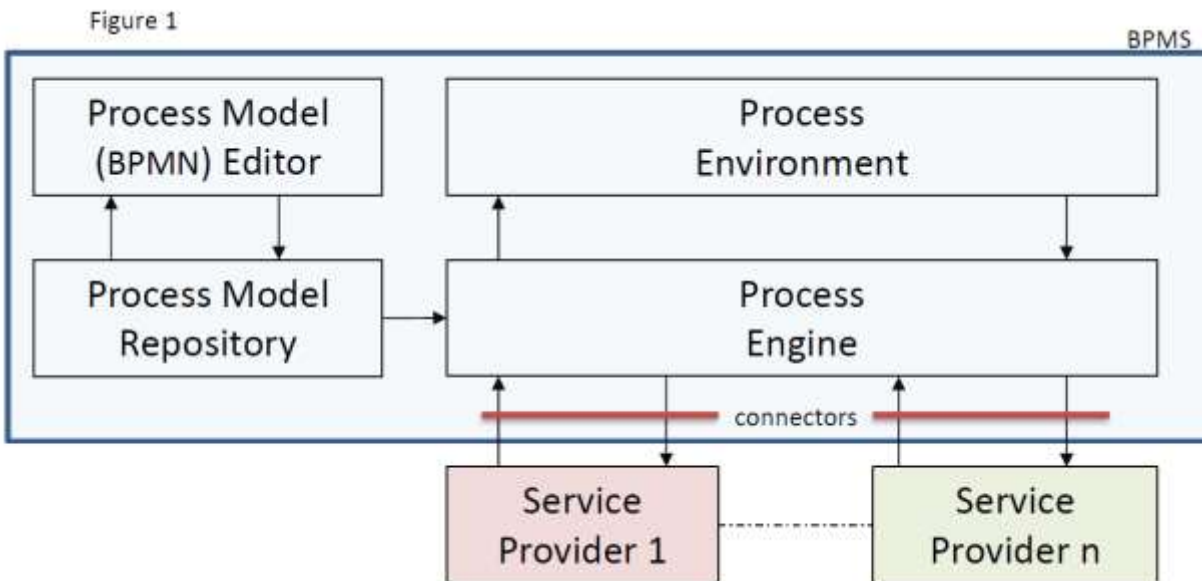 Figure 1
BPMS
Process Model
(BPMN) Editor
Process
Environment
Process Model
Repository
Process
Engine
connectors
Service
Provider 1
Service
Provider n